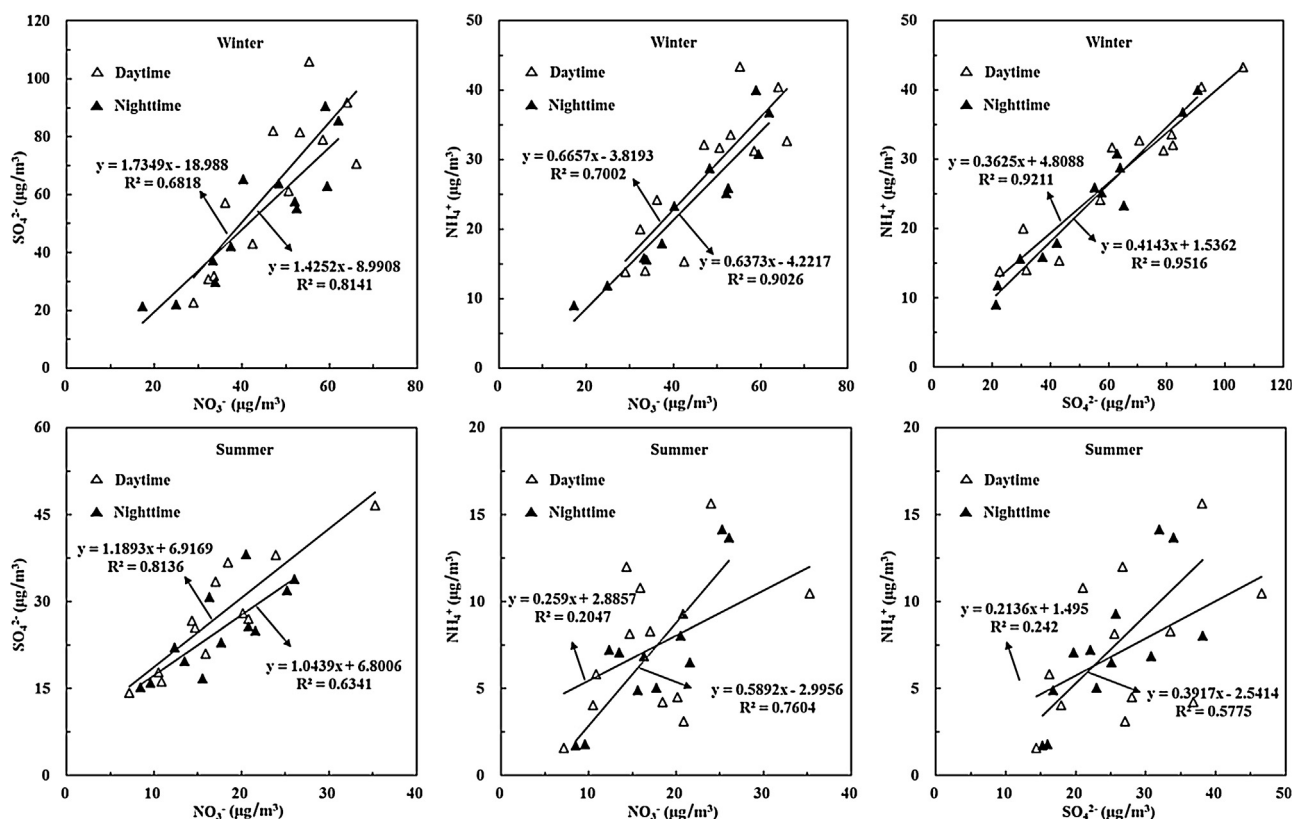 Winter
△ Daytime
▲ Nighttime
y = 1.7349x - 18.988
R² = 0.6818
y = 1.4252x - 8.9908
R² = 0.8141
SO₄²⁻ (μg/m³)
0
20
40
60
80
100
120
0 20 40 60 80
NO₃⁻ (μg/m³)
Winter
△ Daytime
▲ Nighttime
y = 0.6657x - 3.8193
R² = 0.7002
y = 0.6373x - 4.2217
R² = 0.9026
NH₄⁺ (μg/m³)
0
10
20
30
40
50
0 20 40 60 80
NO₃⁻ (μg/m³)
Winter
△ Daytime
▲ Nighttime
y = 0.3625x + 4.8088
R² = 0.9211
y = 0.4143x + 1.5362
R² = 0.9516
NH₄⁺ (μg/m³)
0
10
20
30
40
50
0 20 40 60 80 100 120
SO₄²⁻ (μg/m³)
Summer
△ Daytime
▲ Nighttime
y = 1.1893x + 6.9169
R² = 0.8136
y = 1.0439x + 6.8006
R² = 0.6341
SO₄²⁻ (μg/m³)
0
15
30
45
60
0 10 20 30 40
NO₃⁻ (μg/m³)
Summer
△ Daytime
▲ Nighttime
y = 0.259x + 2.8857
R² = 0.2047
y = 0.5892x - 2.9956
R² = 0.7604
NH₄⁺ (μg/m³)
0
5
10
15
20
0 10 20 30 40
NO₃⁻ (μg/m³)
Summer
△ Daytime
▲ Nighttime
y = 0.2136x + 1.495
R² = 0.242
y = 0.3917x - 2.5414
R² = 0.5775
NH₄⁺ (μg/m³)
0
5
10
15
20
0 10 20 30 40 50
SO₄²⁻ (μg/m³)